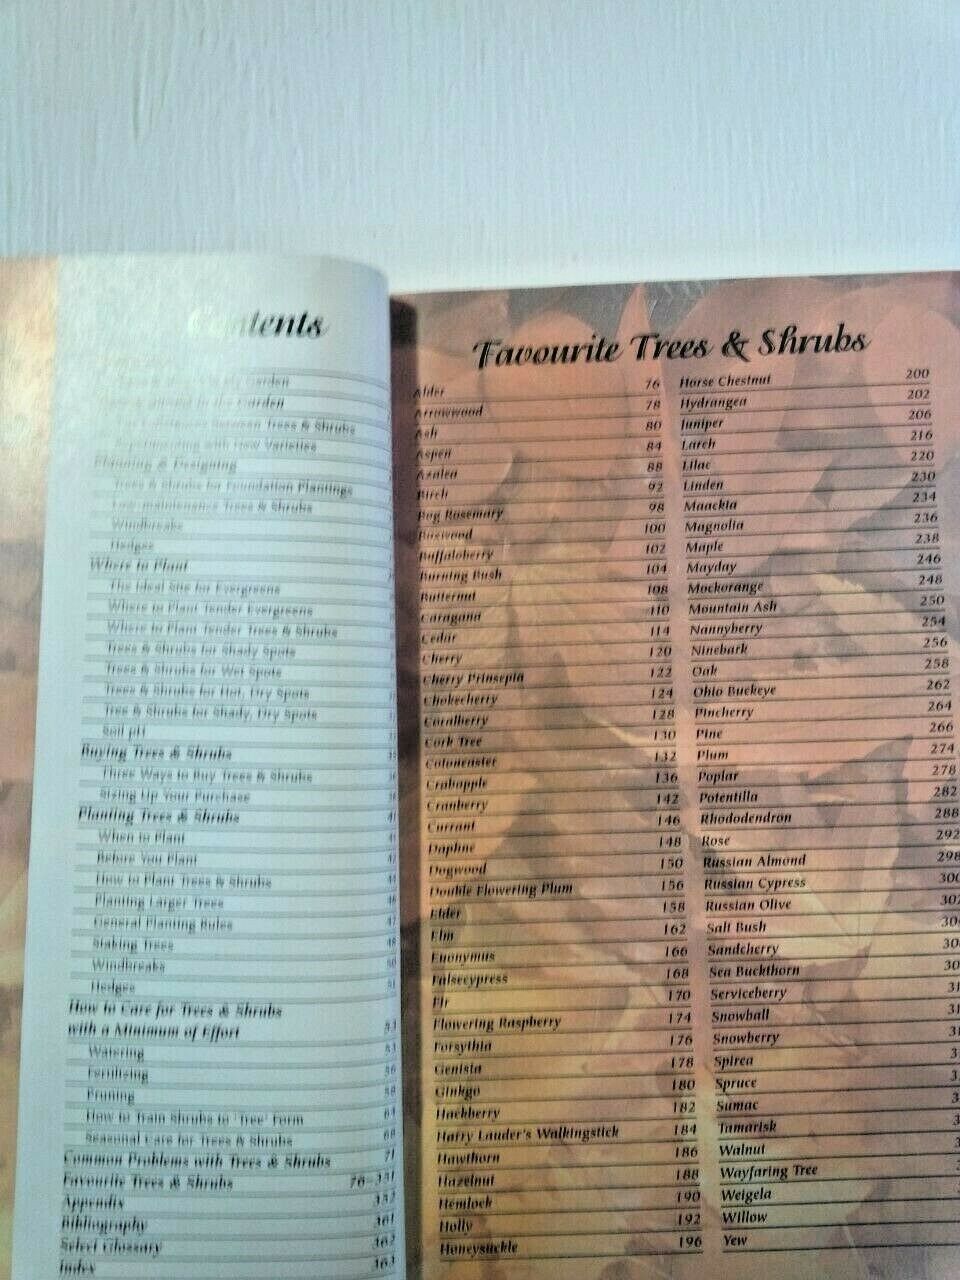 Contents
Garden
in the Garden
between Trees & Shrubs
Experimenting with New Varieties
Planning & Designing
Trees & Shrubs for Foundation Plantings
Low-maintenance Trees & Shrubs
Windbreaks
Hedges
Where to Plant
The Ideal Site for Evergreens
Where to Plant Tender Evergreens
Where to Plant Tender Trees & Shrubs
Trees & Shrubs for Shady Spots
Trees & Shrubs for Wet Spots
Trees & Shrubs for Hot, Dry Spots
Tree & Shrubs for Shady, Dry Spots
Soil pH
Buying Trees & Shrubs
Three Ways to Buy Trees & Shrubs
Sizing Up Your Purchase
Planting Trees & Shrubs
When to Plant
Before You Plant
How to Plant Trees & Shrubs
Planting Larger Trees
General Planting Rules
Staking Trees
Windbreaks
Hedges
How to Care for Trees & Shrubs
with a Minimum of Effort 53
Watering 53
Fertilizing 56
Pruning 58
How to Train Shrubs to 'Tree' Form 64
Seasonal Care for Trees & Shrubs 68
Common Problems with Trees & Shrubs 71
Favourite Trees & Shrubs 76–351
Appendix 352
Bibliography 361
Select Glossary 362
Index 363
Favourite Trees & Shrubs
Alder 76
Arrowwood 78
Ash 80
Aspen 84
Azalea 88
Birch 92
Bog Rosemary 98
Boxwood 100
Buffaloberry 102
Burning Bush 104
Butternut 108
Caragana 110
Cedar 114
Cherry 120
Cherry Prinsepia 122
Chokecherry 124
Coralberry 128
Cork Tree 130
Cotoneaster 132
Crabapple 136
Cranberry 142
Currant 146
Daphne 148
Dogwood 150
Double Flowering Plum 156
Elder 158
Elm 162
Euonymus 166
Falsecypress 168
Fir 170
Flowering Raspberry 174
Forsythia 176
Genista 178
Ginkgo 180
Hackberry 182
Harry Lauder's Walkingstick 184
Hawthorn 186
Hazelnut 188
Hemlock 190
Holly 192
Honeysuckle 196
Horse Chestnut 200
Hydrangea 202
Juniper 206
Larch 216
Lilac 220
Linden 230
Maackia 234
Magnolia 236
Maple 238
Mayday 246
Mockorange 248
Mountain Ash 250
Nannyberry 254
Ninebark 256
Oak 258
Ohio Buckeye 262
Pincherry 264
Pine 266
Plum 274
Poplar 278
Potentilla 282
Rhododendron 288
Rose 292
Russian Almond 298
Russian Cypress 300
Russian Olive
Salt Bush
Sandcherry
Sea Buckthorn
Serviceberry
Snowball
Snowberry
Spirea
Spruce
Sumac
Tamarisk
Walnut
Wayfaring Tree
Weigela
Willow
Yew